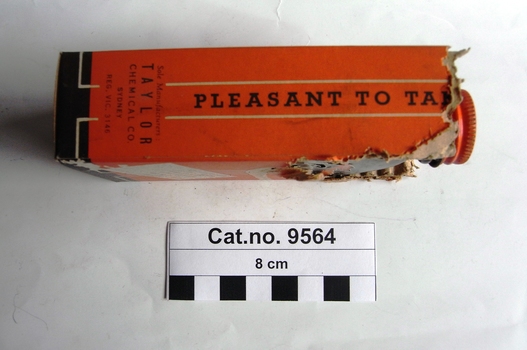 Sole Manufacturers:
TAYLOR
CHEMICAL CO.
SYDNEY
PLEASANT TO TA
Cat.no. 9564
8 cm